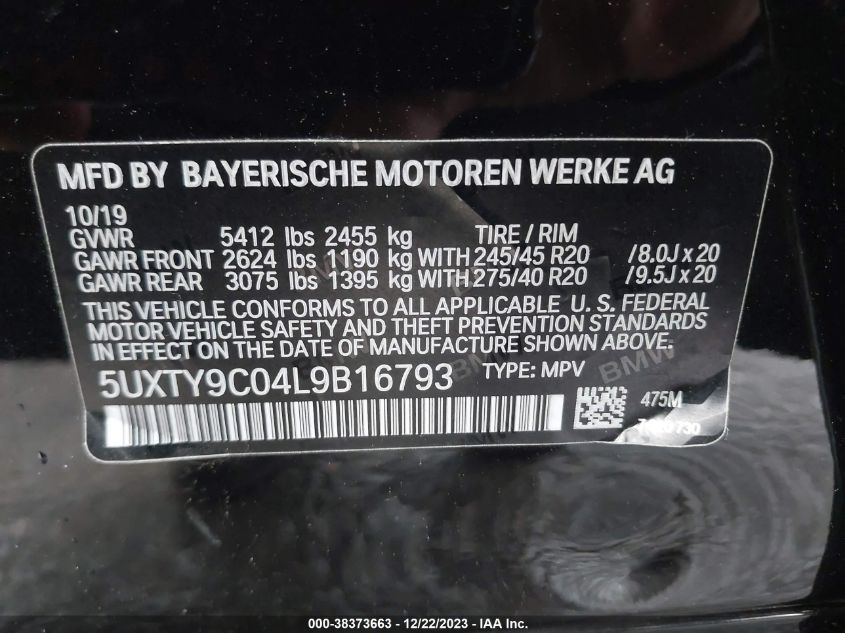 MFD BY BAYERISCHE MOTOREN WERKE AG
10/19
GVWR 5412 lbs 2455 kg TIRE / RIM
GAWR FRONT 2624 lbs 1190 kg WITH 245/45 R20 /8.0J x 20
GAWR REAR 3075 lbs 1395 kg WITH 275/40 R20 /9.5J x 20
THIS VEHICLE CONFORMS TO ALL APPLICABLE U. S. FEDERAL
MOTOR VEHICLE SAFETY AND THEFT PREVENTION STANDARDS
IN EFFECT ON THE DATE OF MANUFACTURE SHOWN ABOVE.
5UXTY9C04L9B16793 TYPE: MPV
BMW
475M
000-38373663 - 12/22/2023 - IAAI.com